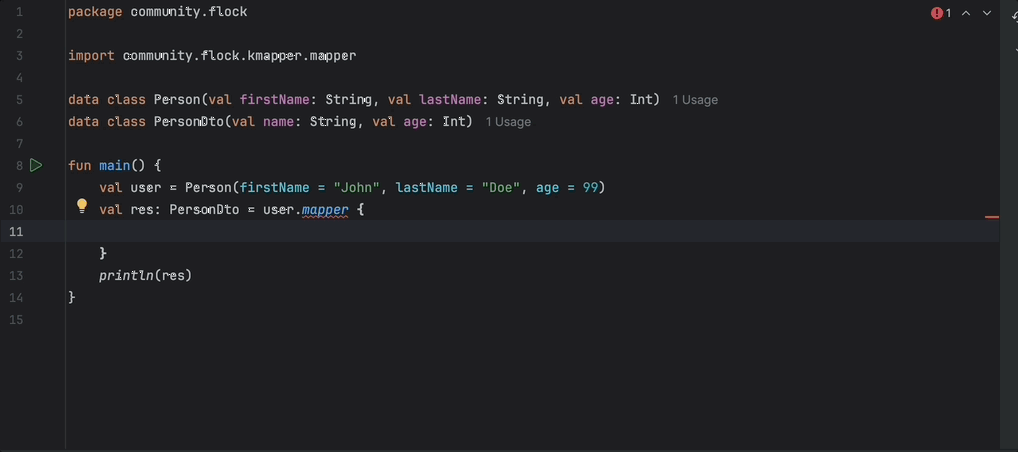 1 package community.flock 1
2
3 import community.flock.kmapper.mapper
4
5 data class Person(val firstName: String, val lastName: String, val age: Int) 1 Usage
6 data class PersonDto(val name: String, val age: Int) 1 Usage
7
8 fun main() {
9     val user = Person(firstName = "John", lastName = "Doe", age = 99)
10     val res: PersonDto = user.mapper {
11
12     }
13     println(res)
14 }
15